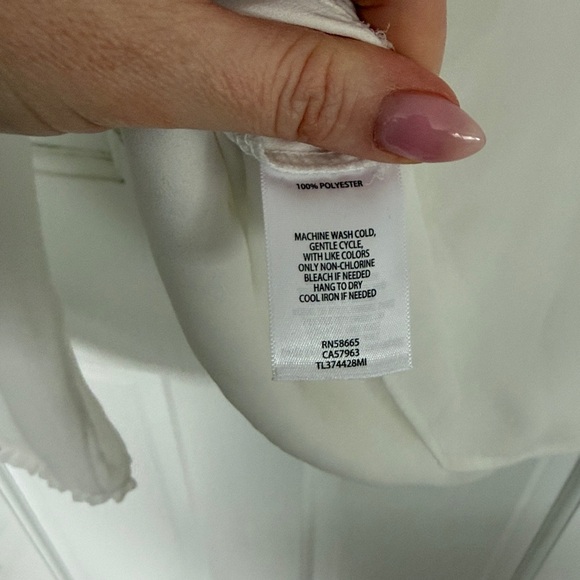 100% POLYESTER
MACHINE WASH COLD,
GENTLE CYCLE,
WITH LIKE COLORS
ONLY NON-CHLORINE
BLEACH IF NEEDED
HANG TO DRY
COOL IRON IF NEEDED
RN58665
CA57963
TL374428MI